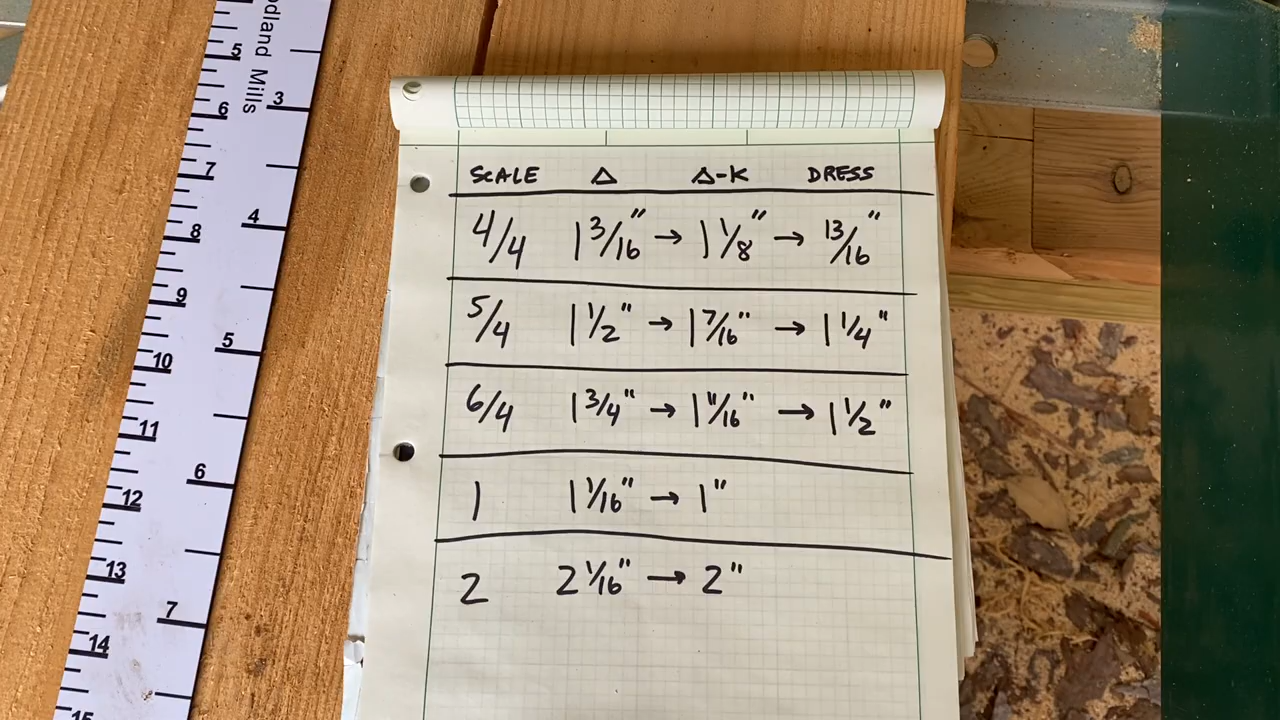 odland Mills
5
6
7
8
9
10
11
12
13
14
15
3
4
5
6
7
SCALE Δ Δ-K DRESS
4/4 1 3/16" → 1 1/8" → 13/16"
5/4 1 1/2" → 1 7/16" → 1 1/4"
6/4 1 3/4" → 1 11/16" → 1 1/2"
1 1 1/16" → 1"
2 2 1/16" → 2"